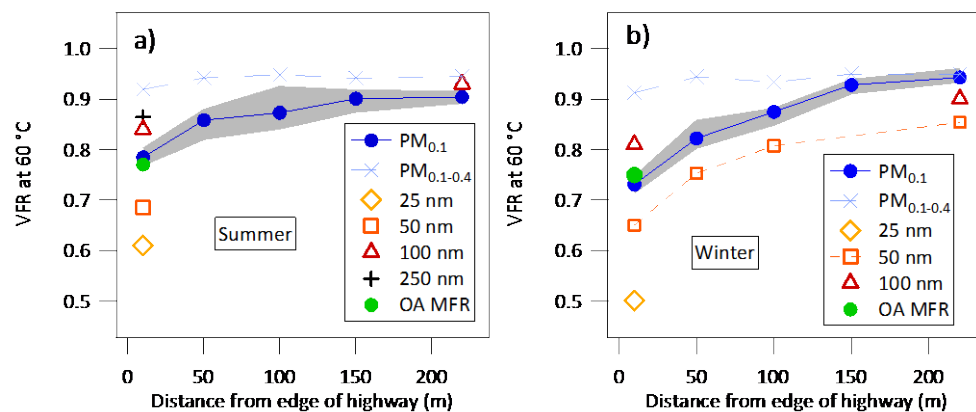 a)
1.0
0.9
0.8
0.7
0.6
0.5
VFR at 60 °C
Summer
PM0.1
PM0.1-0.4
25 nm
50 nm
100 nm
250 nm
OA MFR
0 50 100 150 200
Distance from edge of highway (m)
b)
1.0
0.9
0.8
0.7
0.6
0.5
VFR at 60 °C
Winter
PM0.1
PM0.1-0.4
25 nm
50 nm
100 nm
OA MFR
0 50 100 150 200
Distance from edge of highway (m)